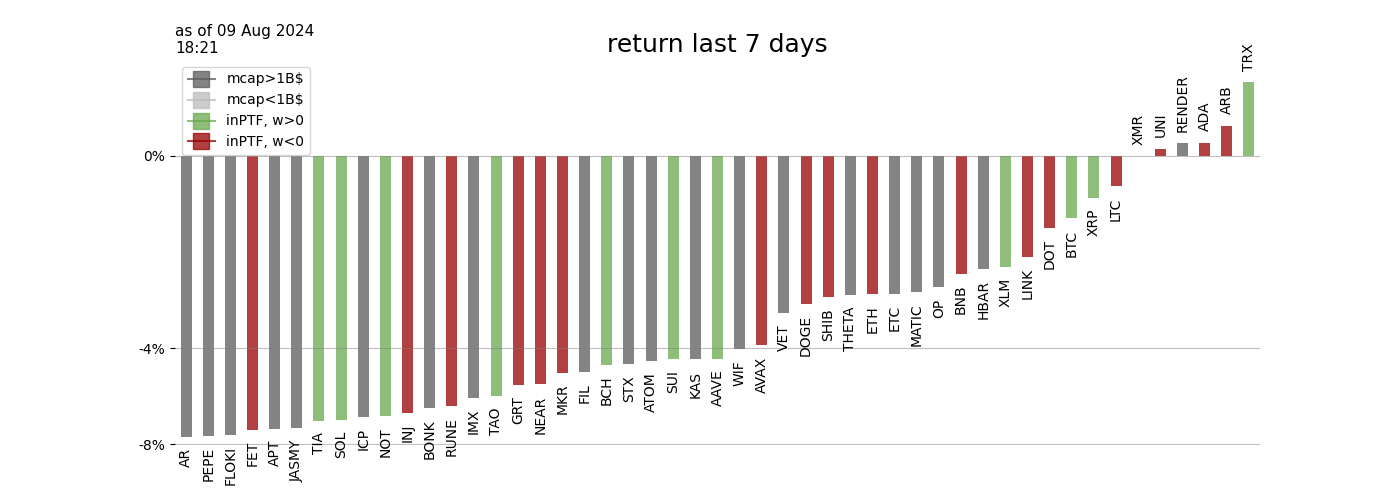 as of 09 Aug 2024
18:21
return last 7 days
mcap>1B$
mcap<1B$
inPTF, w>0
inPTF, w<0
0%
-4%
-8%
AR
PEPE
FLOKI
FET
APT
JASMY
TIA
SOL
ICP
NOT
INJ
BONK
RUNE
IMX
TAO
GRT
NEAR
MKR
FIL
BCH
STX
ATOM
SUI
KAS
AAVE
WIF
AVAX
VET
DOGE
SHIB
THETA
ETH
ETC
MATIC
OP
BNB
HBAR
XLM
LINK
DOT
BTC
XRP
LTC
XMR
UNI
RENDER
ADA
ARB
TRX